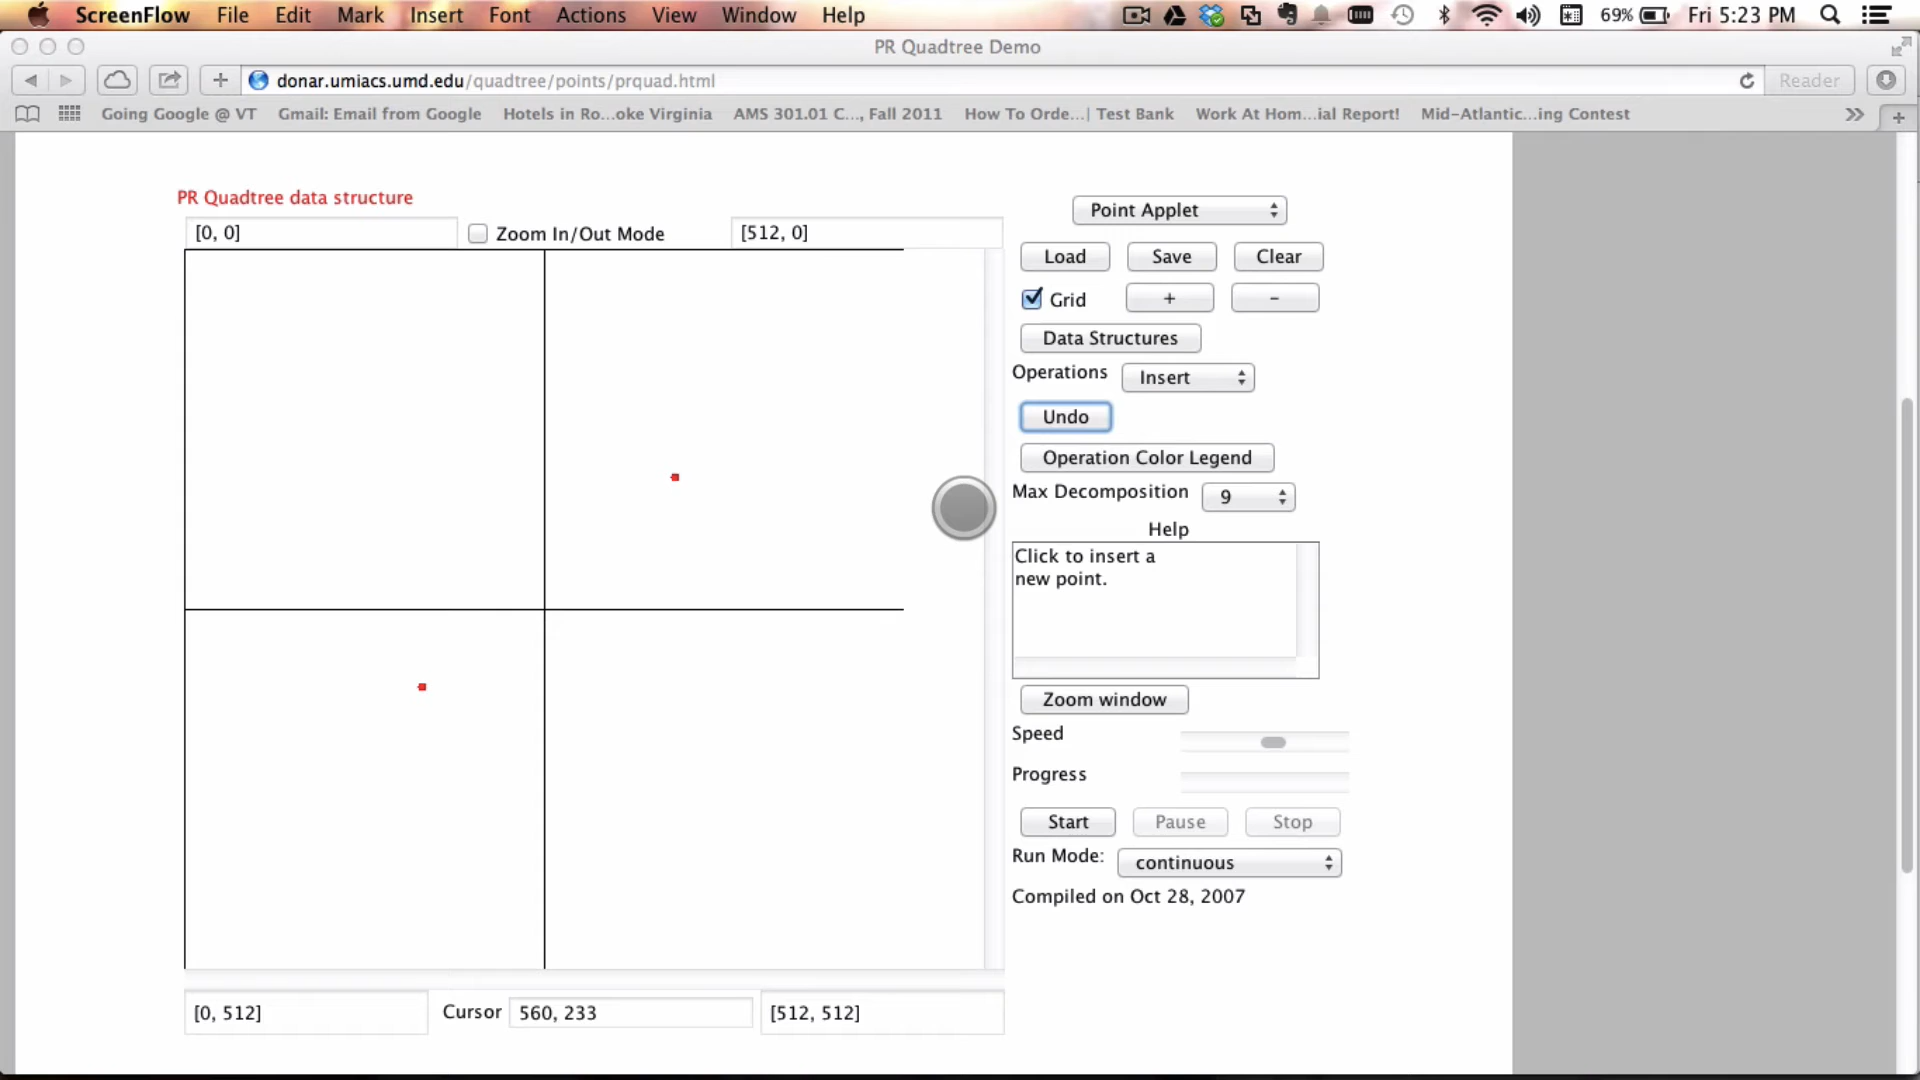 ScreenFlow File Edit Mark Insert Font Actions View Window Help 69% Fri 5:23 PM
PR Quadtree Demo
donar.umiacs.umd.edu/quadtree/points/prquad.html Reader
Going Google @ VT Gmail: Email from Google Hotels in Ro...oke Virginia AMS 301.01 C..., Fall 2011 How To Orde...| Test Bank Work At Hom...ial Report! Mid-Atlantic...ing Contest
PR Quadtree data structure
Point Applet
[0, 0] Zoom In/Out Mode [512, 0]
Load Save Clear
Grid + -
Data Structures
Operations Insert
Undo
Operation Color Legend
Max Decomposition 9
Help
Click to insert a
new point.
Zoom window
Speed
Progress
Start Pause Stop
Run Mode: continuous
Compiled on Oct 28, 2007
[0, 512] Cursor 560, 233 [512, 512]